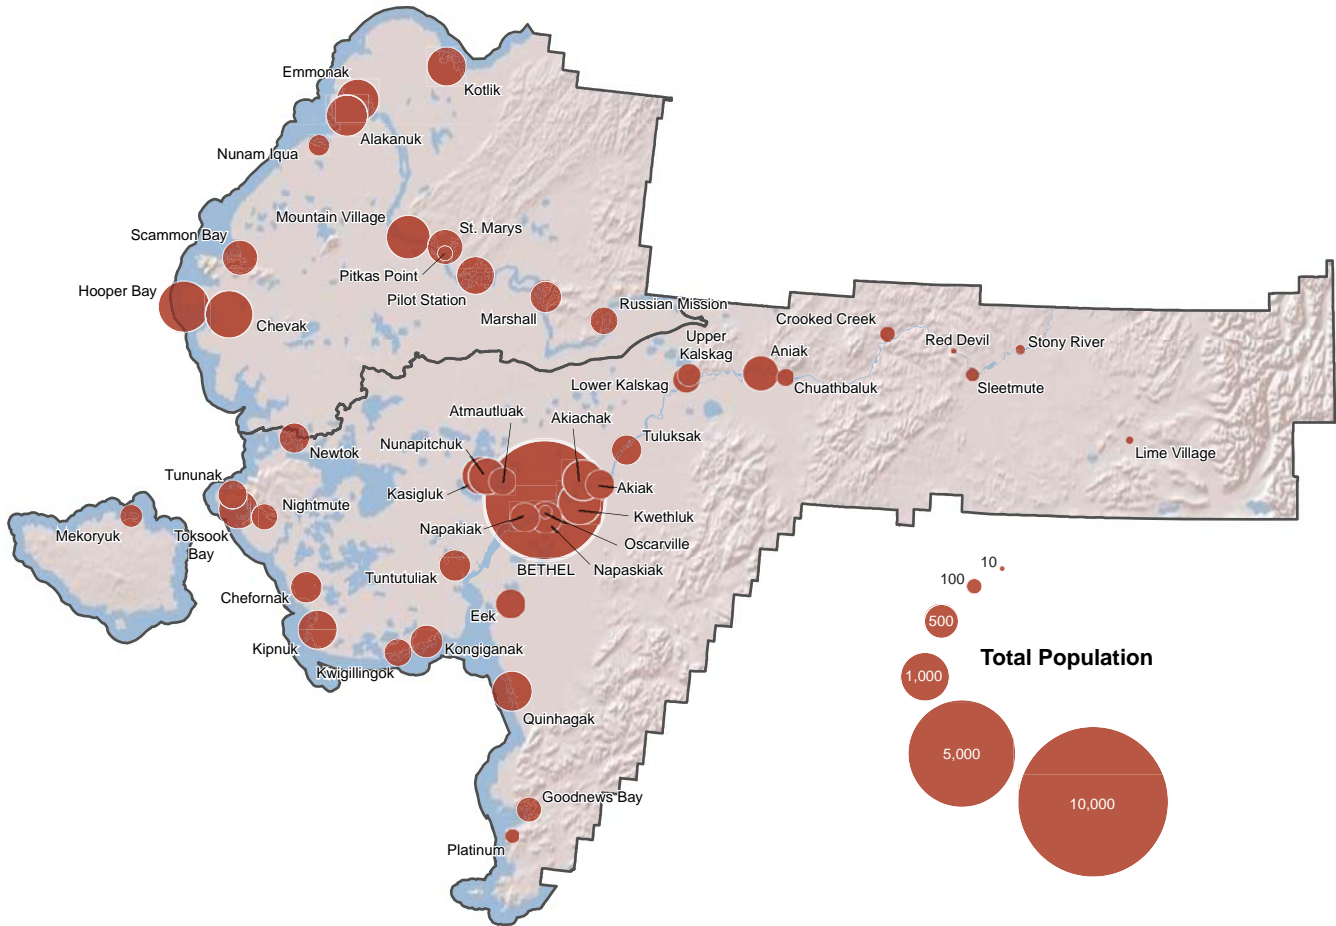 Emmonak
Kotlik
Alakanuk
Nunam Iqua
Mountain Village
St. Marys
Scammon Bay
Pitkas Point
Hooper Bay
Pilot Station
Chevak
Marshall
Russian Mission
Crooked Creek
Upper
Kalskag
Aniak
Red Devil
Stony River
Lower Kalskag
Chuathbaluk
Sleetmute
Atmautluak
Akiachak
Nunapitchuk
Tuluksak
Newtok
Lime Village
Tununak
Kasigluk
Akiak
Nightmute
Kwethluk
Napakiak
Mekoryuk
Toksook
Bay
Oscarville
BETHEL
Napaskiak
Tuntutuliak
Chefornak
Eek
Kipnuk
Kongiganak
Kwigillingok
Quinhagak
Goodnews Bay
Platinum
10
100
500
Total Population
1,000
5,000
10,000